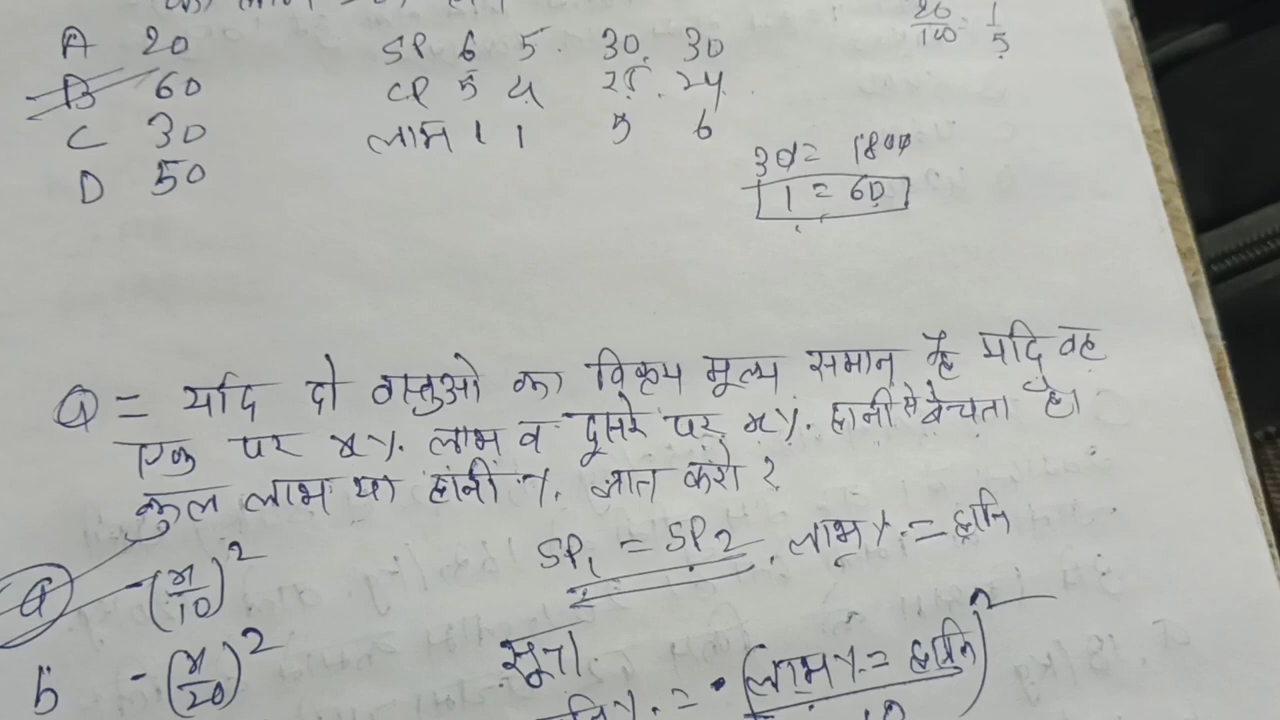 A 20 SP 6 5 30 30
20/100 = 1/5
B 60 CP 5 4 25 24
C 30 लाभ 1 1 5 6
D 50
30 = 1800
1 = 60
Q = यदि दो वस्तुओ का विक्रय मूल्य समान है यदि वह
एक पर x%. लाभ व दूसरे पर x%. हानी से बेचता है।
कुल लाभ या हानी %. ज्ञात करो ?
SP₁ = SP2 , लाभ%. = हानि
a -(x/10)²
b -(x/20)²
सूत्र
%. = - (लाभ%. = हानि / 10)²